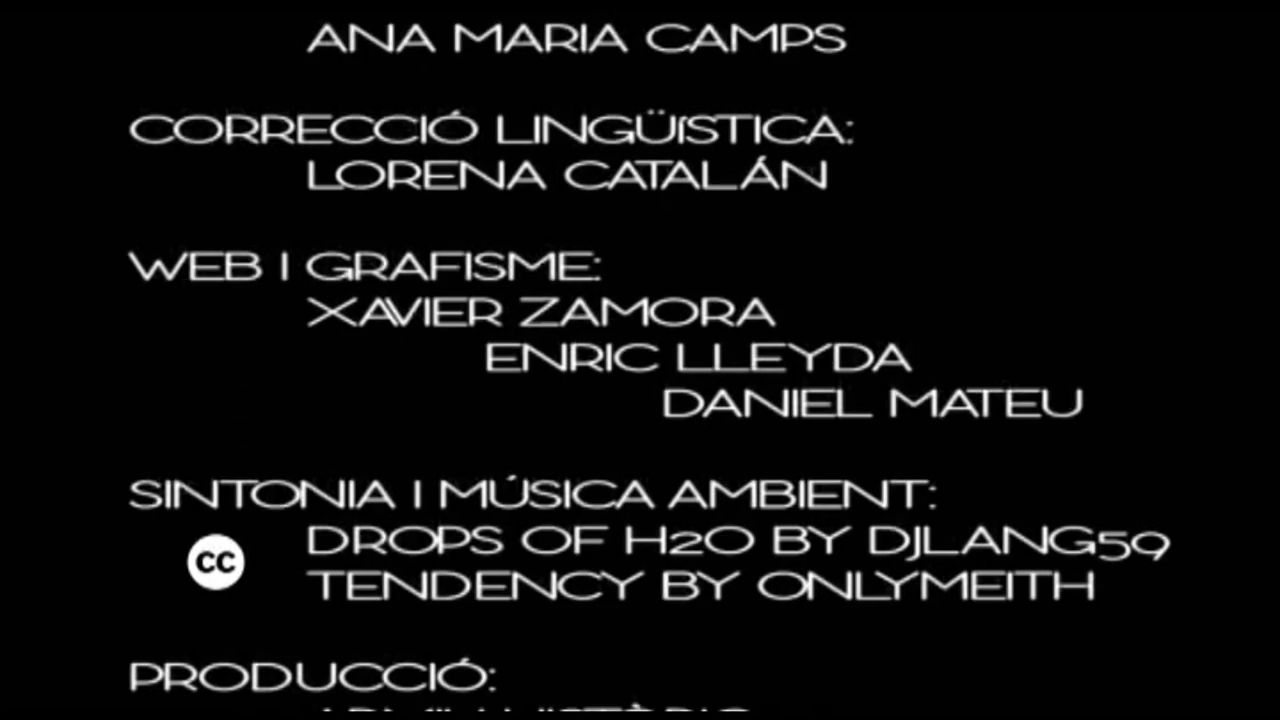 ANA MARIA CAMPS
CORRECCIÓ LINGÜÍSTICA:
LORENA CATALÁN
WEB I GRAFISME:
XAVIER ZAMORA
ENRIC LLEYDA
DANIEL MATEU
SINTONIA I MÚSICA AMBIENT:
DROPS OF H2O BY DJLANG59
cc
TENDENCY BY ONLYMEITH
PRODUCCIÓ: